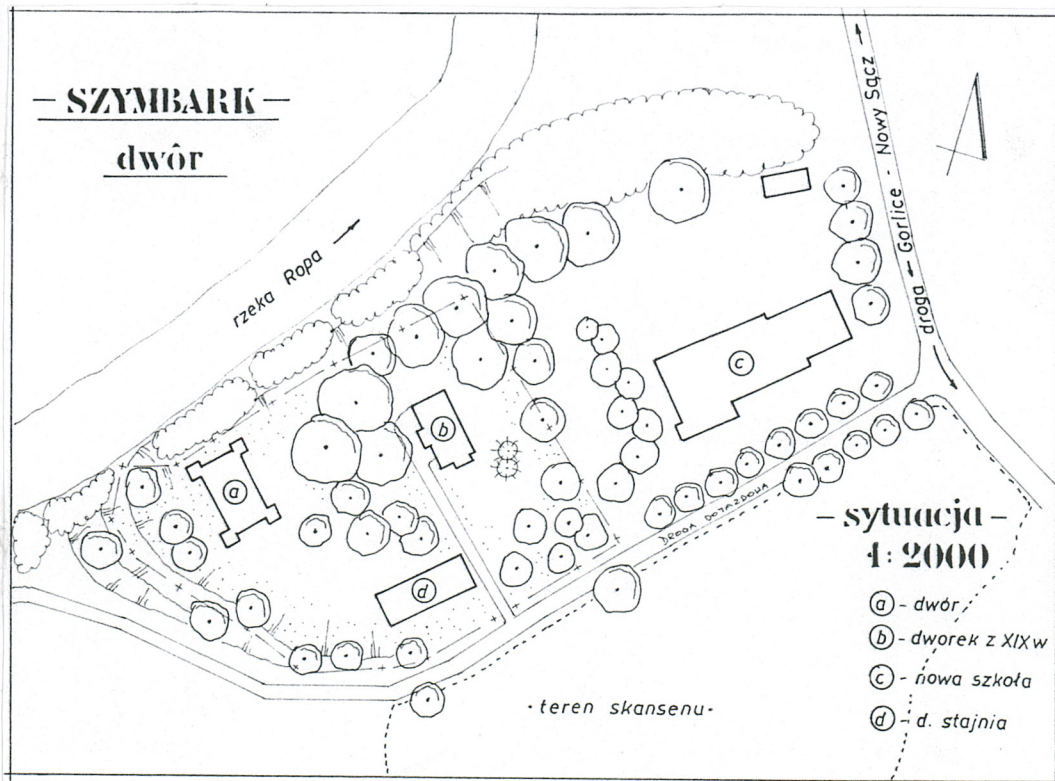 – SZYMBARK –
dwôr
rzeka Ropa
droga Gorlice - Nowy Sącz
a
b
c
d
DROGA DOJAZDOWA
– sytuacja –
1:2000
a - dwór
b - dworek z XIX w
c - nowa szkoła
d - d. stajnia
- teren skansenu -